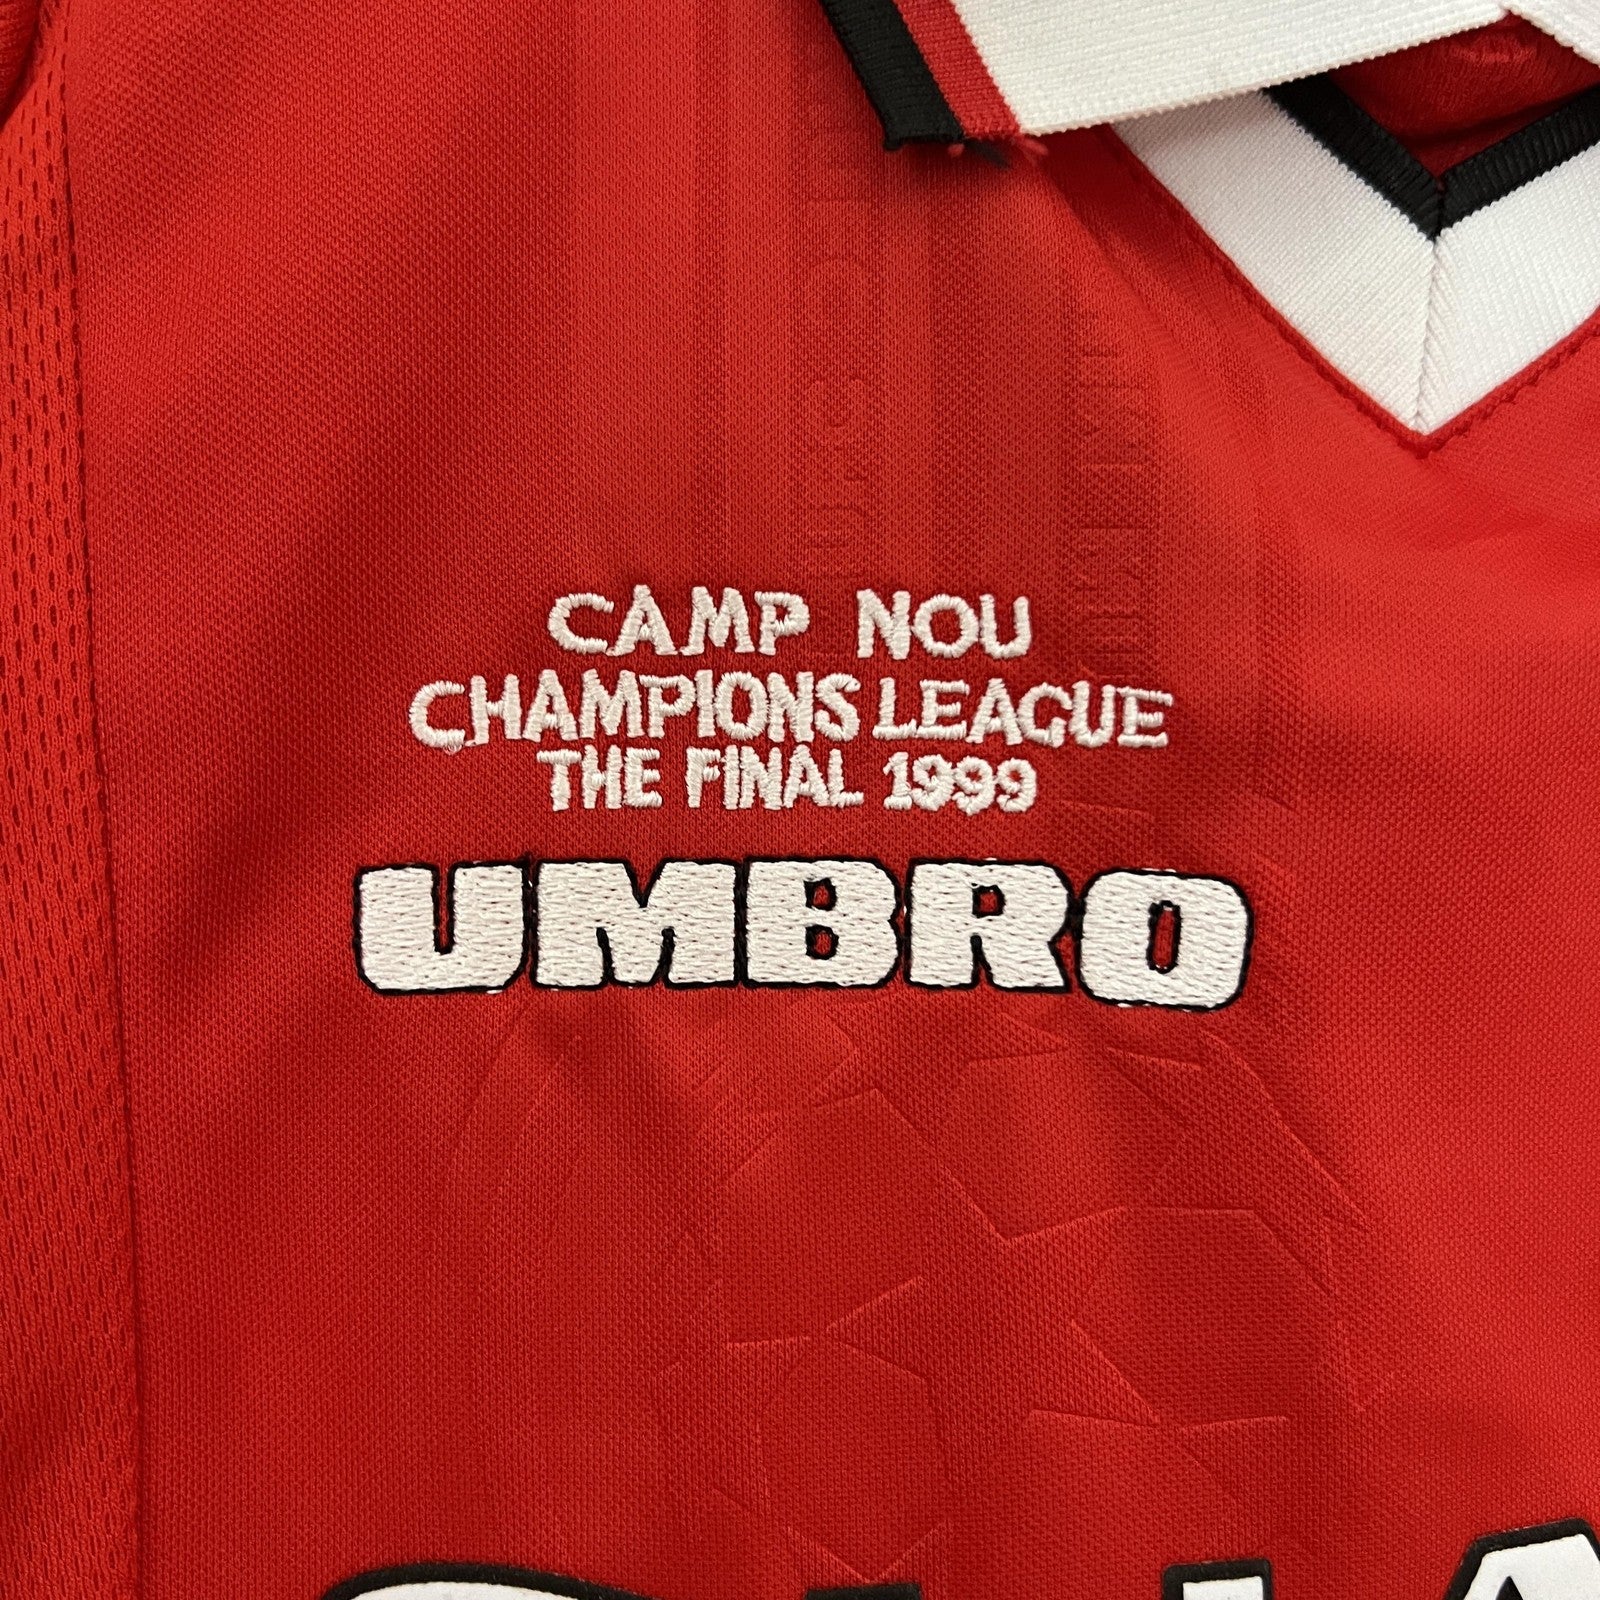 CAMP NOU
CHAMPIONS LEAGUE
THE FINAL 1999
UMBRO